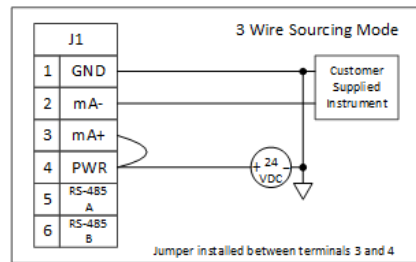 3 Wire Sourcing Mode
J1
1 GND
2 mA-
3 mA+
4 PWR
5 RS-485 A
6 RS-485 B
Customer
Supplied
Instrument
+ 24 -
VDC
Jumper installed between terminals 3 and 4